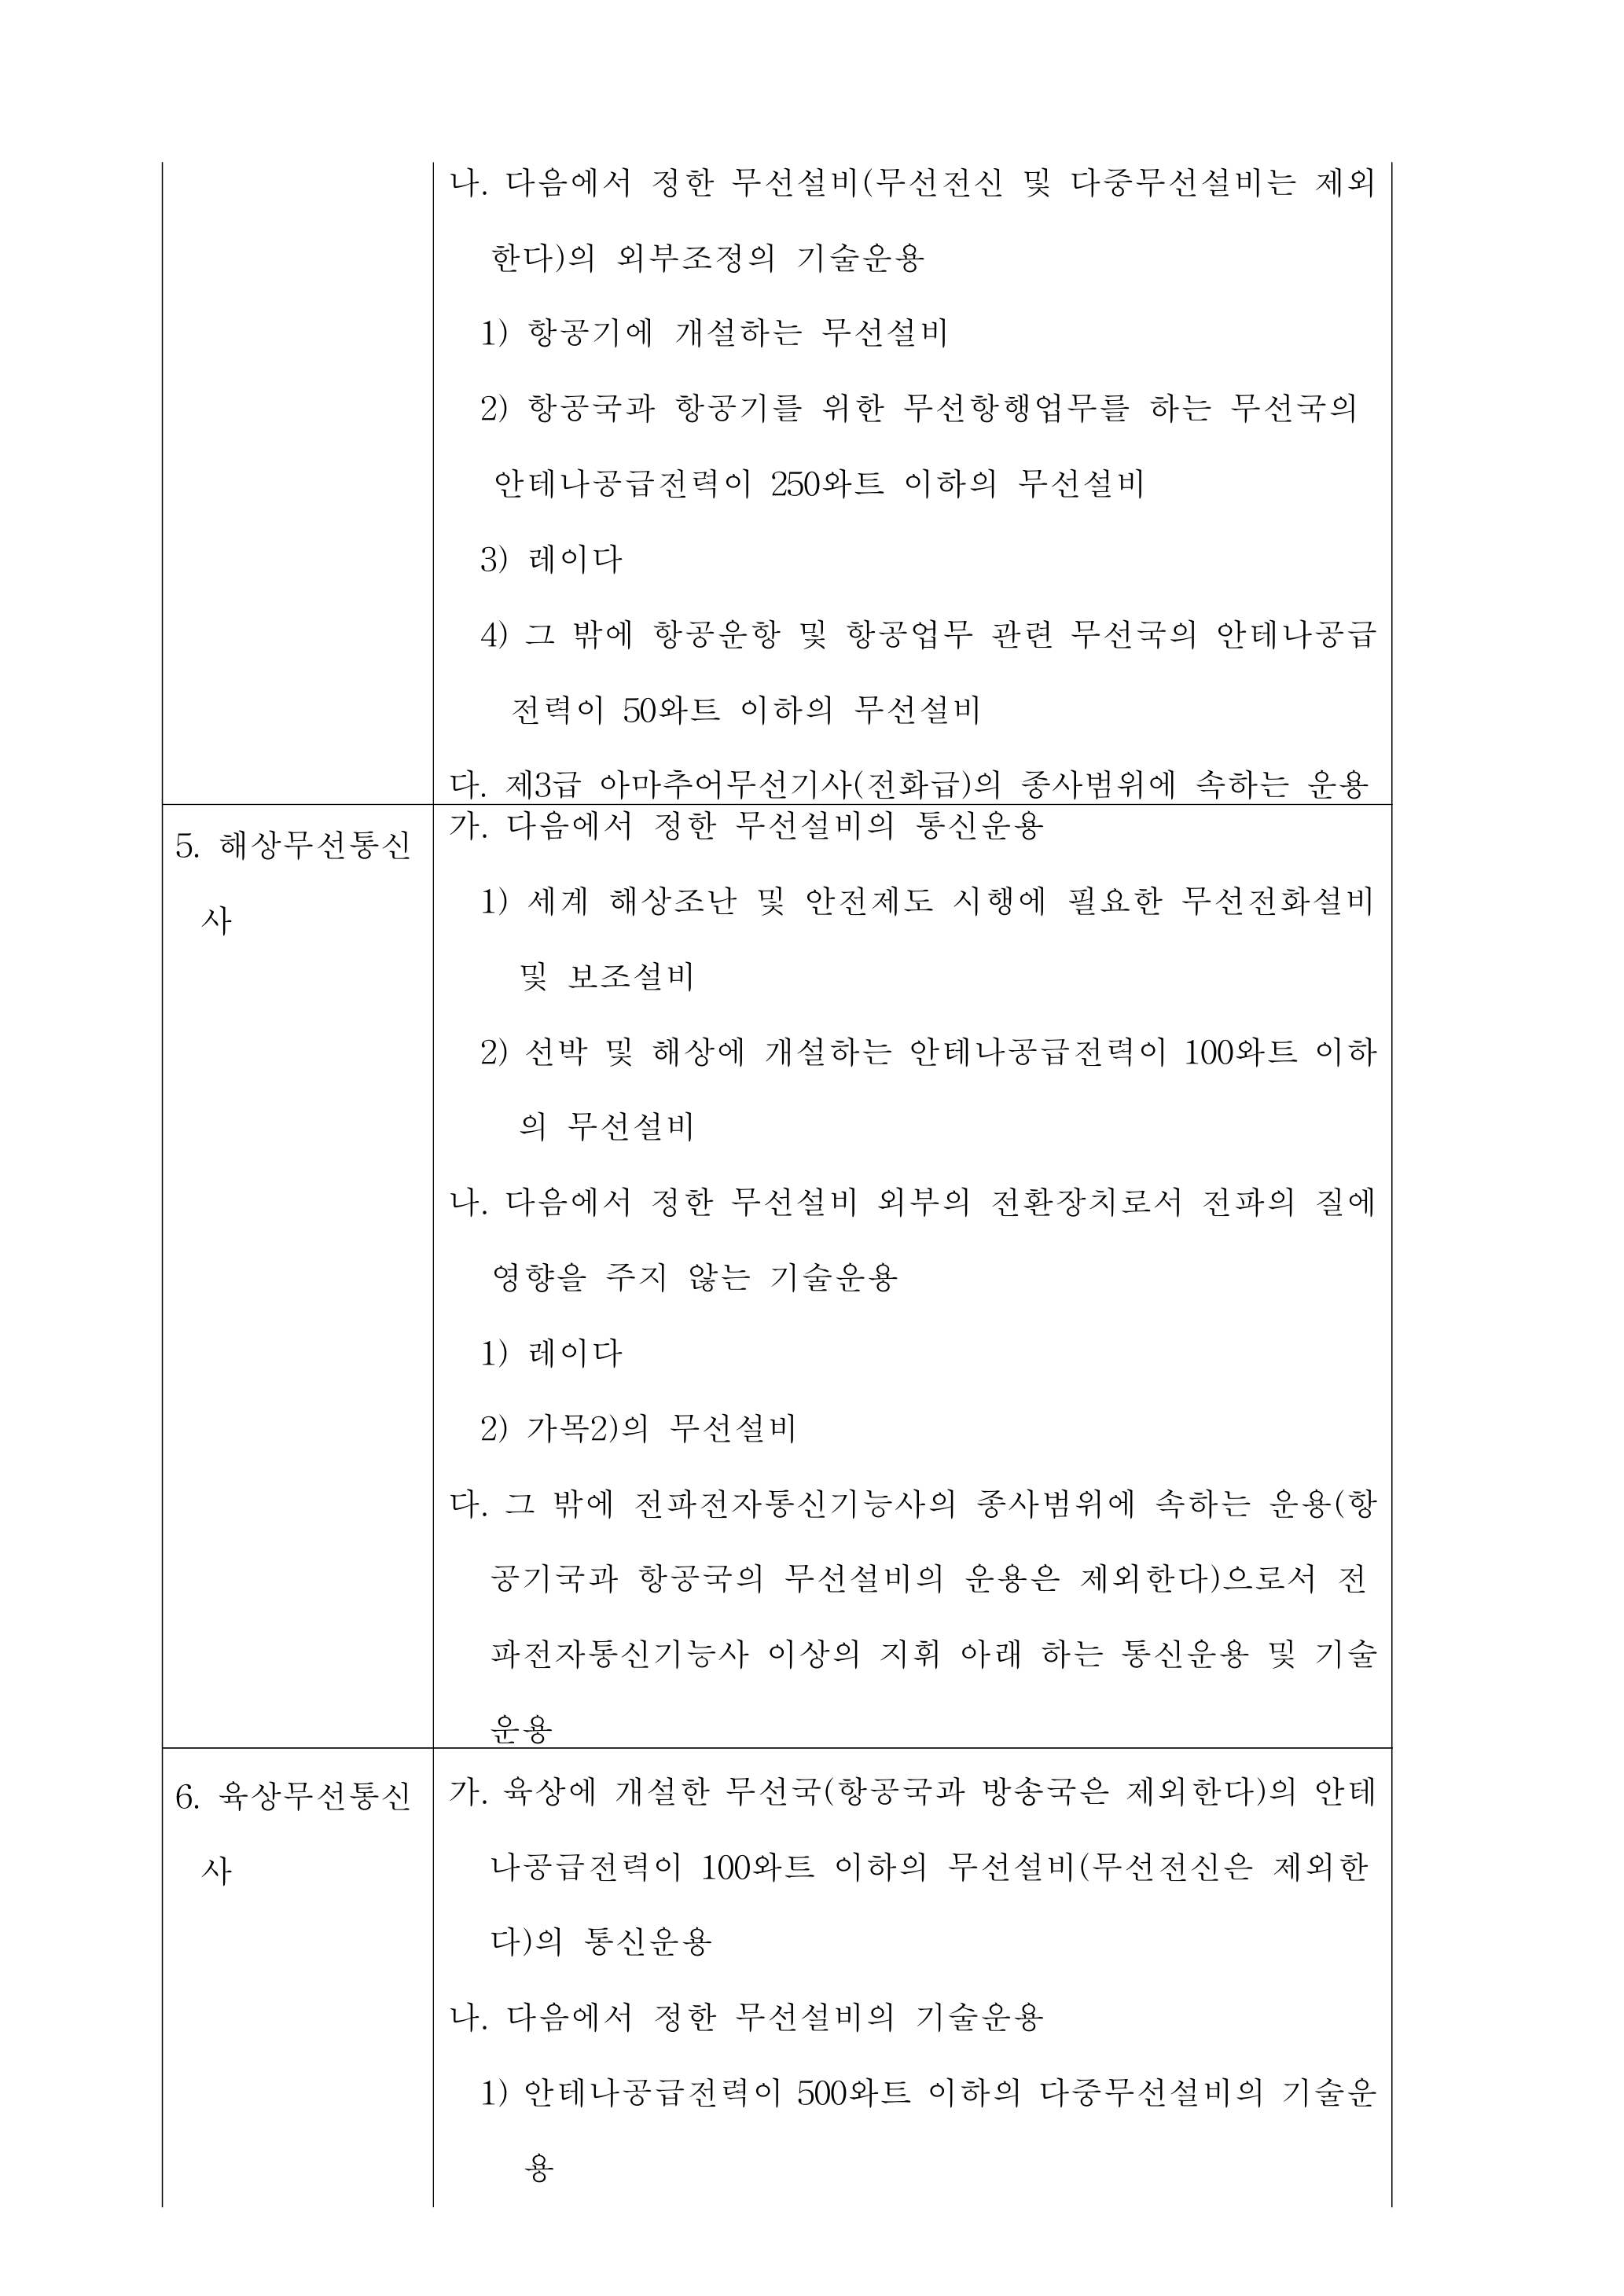 나. 다음에서 정한 무선설비(무선전신 및 다중무선설비는 제외
한다)의 외부조정의 기술운용
1) 항공기에 개설하는 무선설비
2) 항공국과 항공기를 위한 무선항행업무를 하는 무선국의
안테나공급전력이 250와트 이하의 무선설비
3) 레이다
4) 그 밖에 항공운항 및 항공업무 관련 무선국의 안테나공급
전력이 50와트 이하의 무선설비
다. 제3급 아마추어무선기사(전화급)의 종사범위에 속하는 운용
5. 해상무선통신
사
가. 다음에서 정한 무선설비의 통신운용
1) 세계 해상조난 및 안전제도 시행에 필요한 무선전화설비
및 보조설비
2) 선박 및 해상에 개설하는 안테나공급전력이 100와트 이하
의 무선설비
나. 다음에서 정한 무선설비 외부의 전환장치로서 전파의 질에
영향을 주지 않는 기술운용
1) 레이다
2) 가목2)의 무선설비
다. 그 밖에 전파전자통신기능사의 종사범위에 속하는 운용(항
공기국과 항공국의 무선설비의 운용은 제외한다)으로서 전
파전자통신기능사 이상의 지휘 아래 하는 통신운용 및 기술
운용
6. 육상무선통신
사
가. 육상에 개설한 무선국(항공국과 방송국은 제외한다)의 안테
나공급전력이 100와트 이하의 무선설비(무선전신은 제외한
다)의 통신운용
나. 다음에서 정한 무선설비의 기술운용
1) 안테나공급전력이 500와트 이하의 다중무선설비의 기술운
용